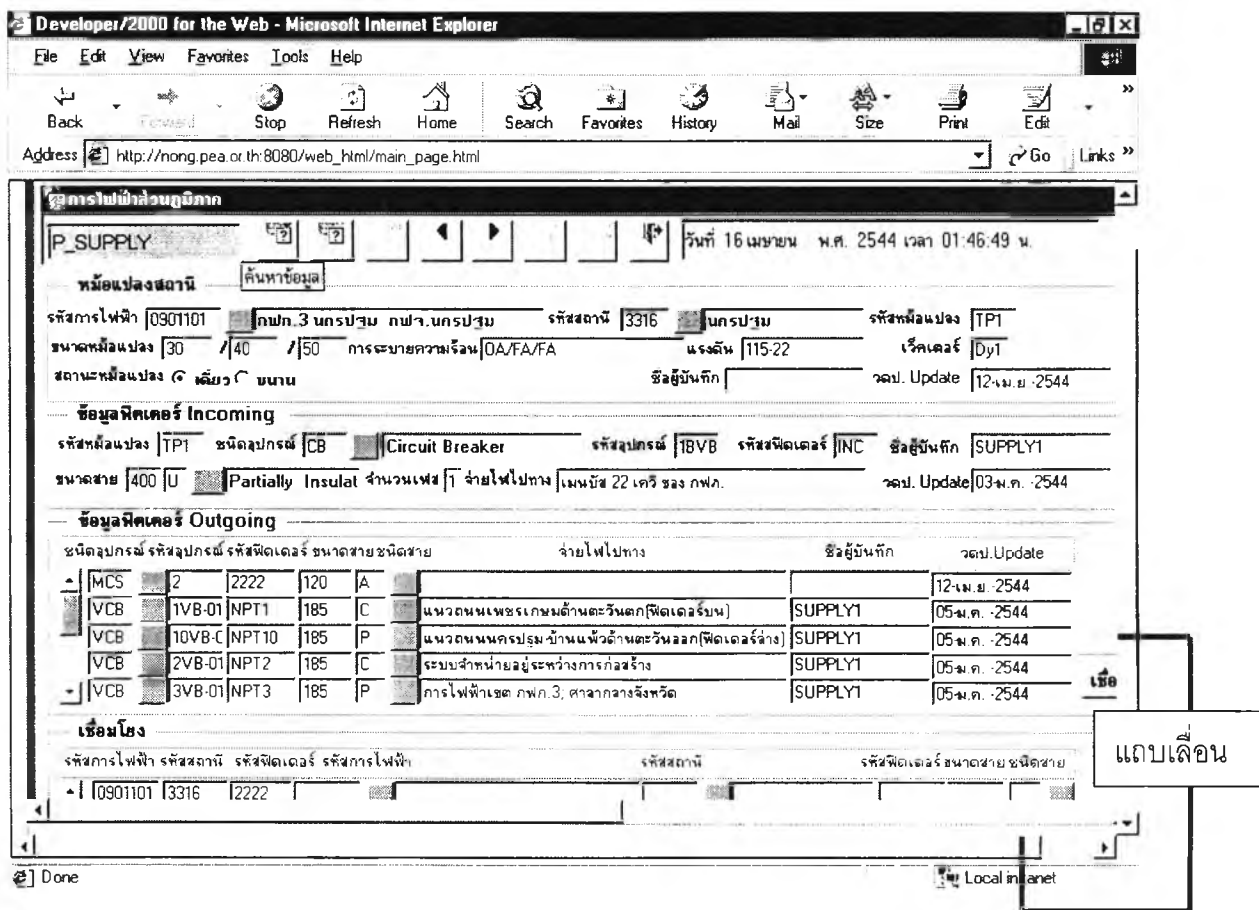 Developer/2000 for the Web - Microsoft Internet Explorer
File Edit View Favorites Tools Help
Back Forward Stop Refresh Home Search Favorites History Mail Size Print Edit »
Address http://nong.pea.or.th:8080/web_html/main_page.html Go Links »
การไฟฟ้าส่วนภูมิภาค
P_SUPPLY วันที่ 16 เมษายน พ.ศ. 2544 เวลา 01:46:49 น.
ค้นหาข้อมูล
หม้อแปลงสถานี
รหัสการไฟฟ้า 0901101 กฟก.3 นครปฐม กฟจ.นครปฐม รหัสสถานี 3316 นครปฐม รหัสหม้อแปลง TP1
ขนาดหม้อแปลง 30 / 40 / 50 การระบายความร้อน OA/FA/FA แรงดัน 115-22 เว็คเตอร์ Dy1
สถานะหม้อแปลง เดี่ยว ขนาน ชื่อผู้บันทึก วดป. Update 12-เม.ย.-2544
ข้อมูลฟีดเดอร์ Incoming
รหัสหม้อแปลง TP1 ชนิดอุปกรณ์ CB Circuit Breaker รหัสอุปกรณ์ 1BVB รหัสฟีดเดอร์ INC ชื่อผู้บันทึก SUPPLY1
ขนาดสาย 400 U Partially Insulat จำนวนเฟส 1 จ่ายไฟไปทาง เมนบัส 22 เควี ของ กฟภ. วดป. Update 03-พ.ค.-2544
ข้อมูลฟีดเดอร์ Outgoing
ชนิดอุปกรณ์ รหัสอุปกรณ์ รหัสฟีดเดอร์ ขนาดสาย ชนิดสาย จ่ายไฟไปทาง ชื่อผู้บันทึก วดป.Update
MCS 2 2222 120 A 12-เม.ย.-2544
VCB 1VB-01 NPT1 185 C แนวถนนเพชรเกษมด้านตะวันตก(ฟีดเดอร์บน) SUPPLY1 -2544
VCB 10VB-C NPT10 185 P แนวถนนนครปฐม-บ้านแพ้วด้านตะวันออก(ฟีดเดอร์ล่าง) SUPPLY1 -2544
VCB 2VB-01 NPT2 185 C ระบบจำหน่ายอยู่ระหว่างการก่อสร้าง SUPPLY1 -2544
VCB 3VB-01 NPT3 185 P การไฟฟ้าเขต กฟก.3; ศาลากลางจังหวัด SUPPLY1 -2544
เชื่อ
เชื่อมโยง
แถบเลื่อน
รหัสการไฟฟ้า รหัสสถานี รหัสฟีดเดอร์ รหัสการไฟฟ้า รหัสสถานี รหัสฟีดเดอร์ ขนาดสาย ชนิดสาย
0901101 3316 2222
Done Local intranet